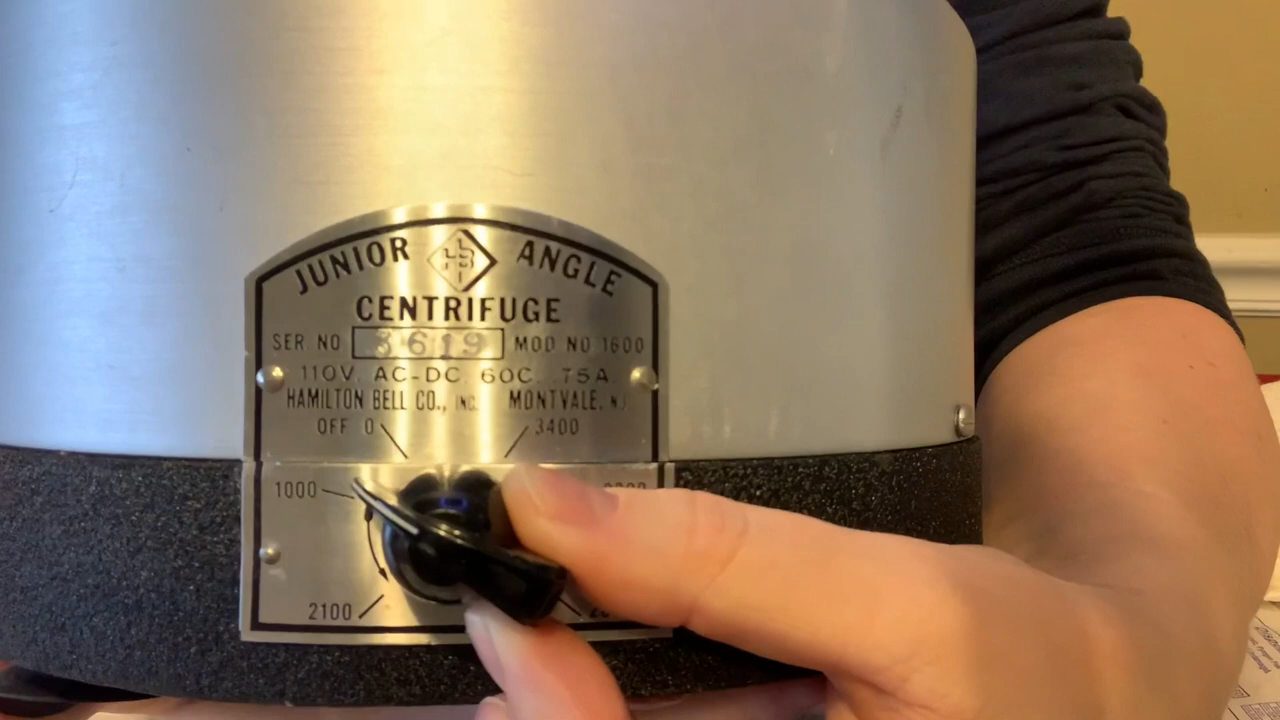 JUNIOR ANGLE
CENTRIFUGE
SER. NO 3619 MOD NO 1600
110V. AC-DC. 60C. .75A.
HAMILTON BELL CO., INC. MONTVALE, N.J.
OFF 0 3400
1000
2100